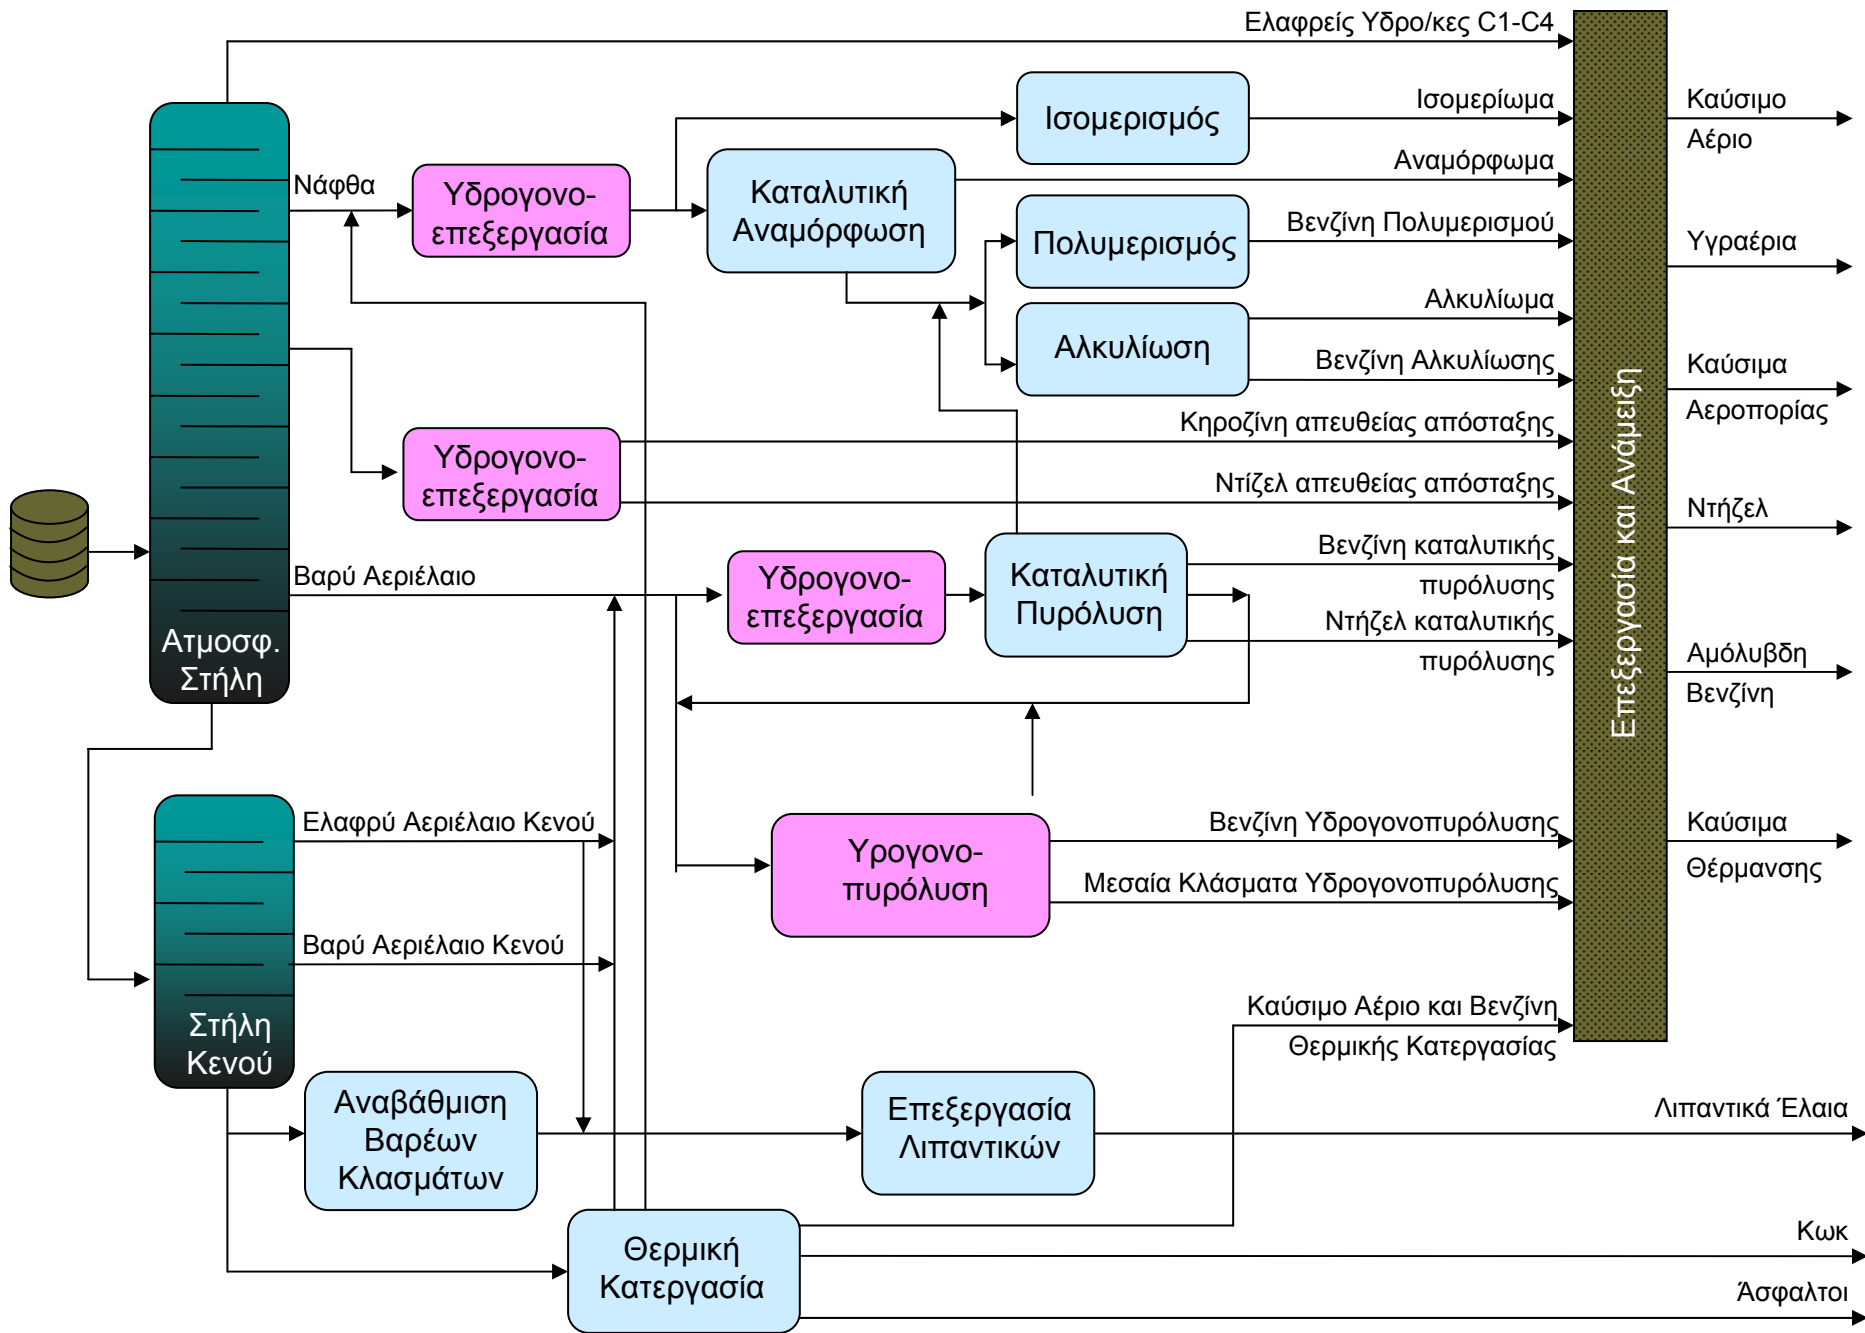 Ελαφρείς Υδρο/κες C1-C4
Ισομερισμός
Ισομερίωμα
Καύσιμο
Αέριο
Νάφθα
Υδρογονο-
επεξεργασία
Καταλυτική
Αναμόρφωση
Αναμόρφωμα
Πολυμερισμός
Βενζίνη Πολυμερισμού
Υγραέρια
Αλκυλίωση
Αλκυλίωμα
Βενζίνη Αλκυλίωσης
Καύσιμα
Αεροπορίας
Υδρογονο-
επεξεργασία
Κηροζίνη απευθείας απόσταξης
Ντίζελ απευθείας απόσταξης
Ντήζελ
Επεξεργασία και Ανάμειξη
Βαρύ Αεριέλαιο
Υδρογονο-
επεξεργασία
Καταλυτική
Πυρόλυση
Βενζίνη καταλυτικής
πυρόλυσης
Ντήζελ καταλυτικής
πυρόλυσης
Αμόλυβδη
Βενζίνη
Ατμοσφ.
Στήλη
Ελαφρύ Αεριέλαιο Κενού
Βαρύ Αεριέλαιο Κενού
Υρογονο-
πυρόλυση
Βενζίνη Υδρογονοπυρόλυσης
Μεσαία Κλάσματα Υδρογονοπυρόλυσης
Καύσιμα
Θέρμανσης
Στήλη
Κενού
Καύσιμο Αέριο και Βενζίνη
Θερμικής Κατεργασίας
Αναβάθμιση
Βαρέων
Κλασμάτων
Επεξεργασία
Λιπαντικών
Λιπαντικά Έλαια
Θερμική
Κατεργασία
Κωκ
Άσφαλτοι